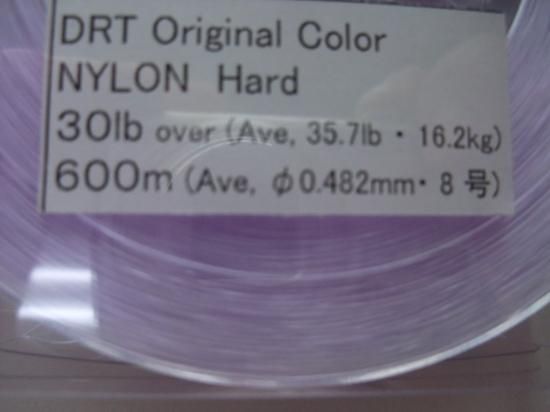 DRT Original Color
NYLON Hard
30lb over (Ave, 35.7lb・16.2kg)
600m (Ave, φ0.482mm・8号)